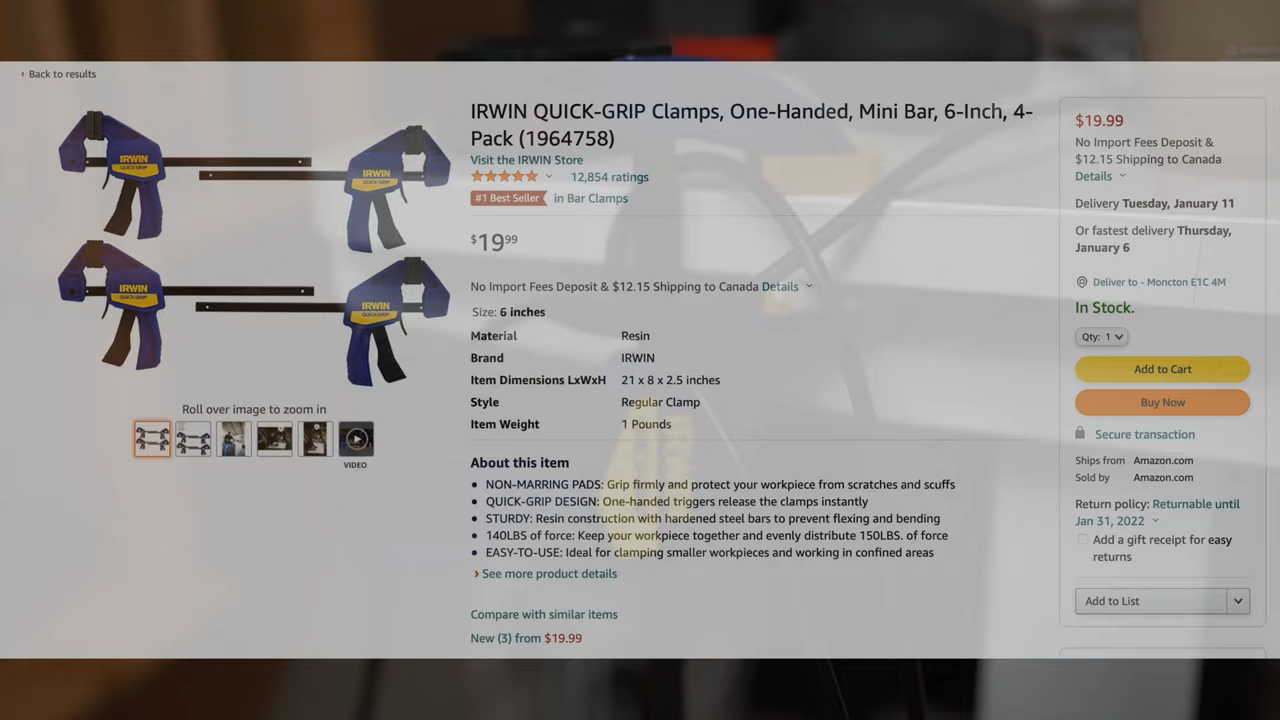 ‹ Back to results
IRWIN
QUICK-GRIP
IRWIN
QUICK-GRIP
IRWIN
QUICK-GRIP
IRWIN
QUICK-GRIP
Roll over image to zoom in
VIDEO
IRWIN QUICK-GRIP Clamps, One-Handed, Mini Bar, 6-Inch, 4-
Pack (1964758)
Visit the IRWIN Store
12,854 ratings
#1 Best Seller in Bar Clamps
$1999
No Import Fees Deposit & $12.15 Shipping to Canada Details
Size: 6 inches
Material Resin
Brand IRWIN
Item Dimensions LxWxH 21 x 8 x 2.5 inches
Style Regular Clamp
Item Weight 1 Pounds
About this item
• NON-MARRING PADS: Grip firmly and protect your workpiece from scratches and scuffs
• QUICK-GRIP DESIGN: One-handed triggers release the clamps instantly
• STURDY: Resin construction with hardened steel bars to prevent flexing and bending
• 140LBS of force: Keep your workpiece together and evenly distribute 150LBS. of force
• EASY-TO-USE: Ideal for clamping smaller workpieces and working in confined areas
› See more product details
Compare with similar items
New (3) from $19.99
$19.99
No Import Fees Deposit &
$12.15 Shipping to Canada
Details
Delivery Tuesday, January 11
Or fastest delivery Thursday,
January 6
Deliver to - Moncton E1C 4M
In Stock.
Qty: 1
Add to Cart
Buy Now
Secure transaction
Ships from Amazon.com
Sold by Amazon.com
Return policy: Returnable until
Jan 31, 2022
Add a gift receipt for easy
returns
Add to List